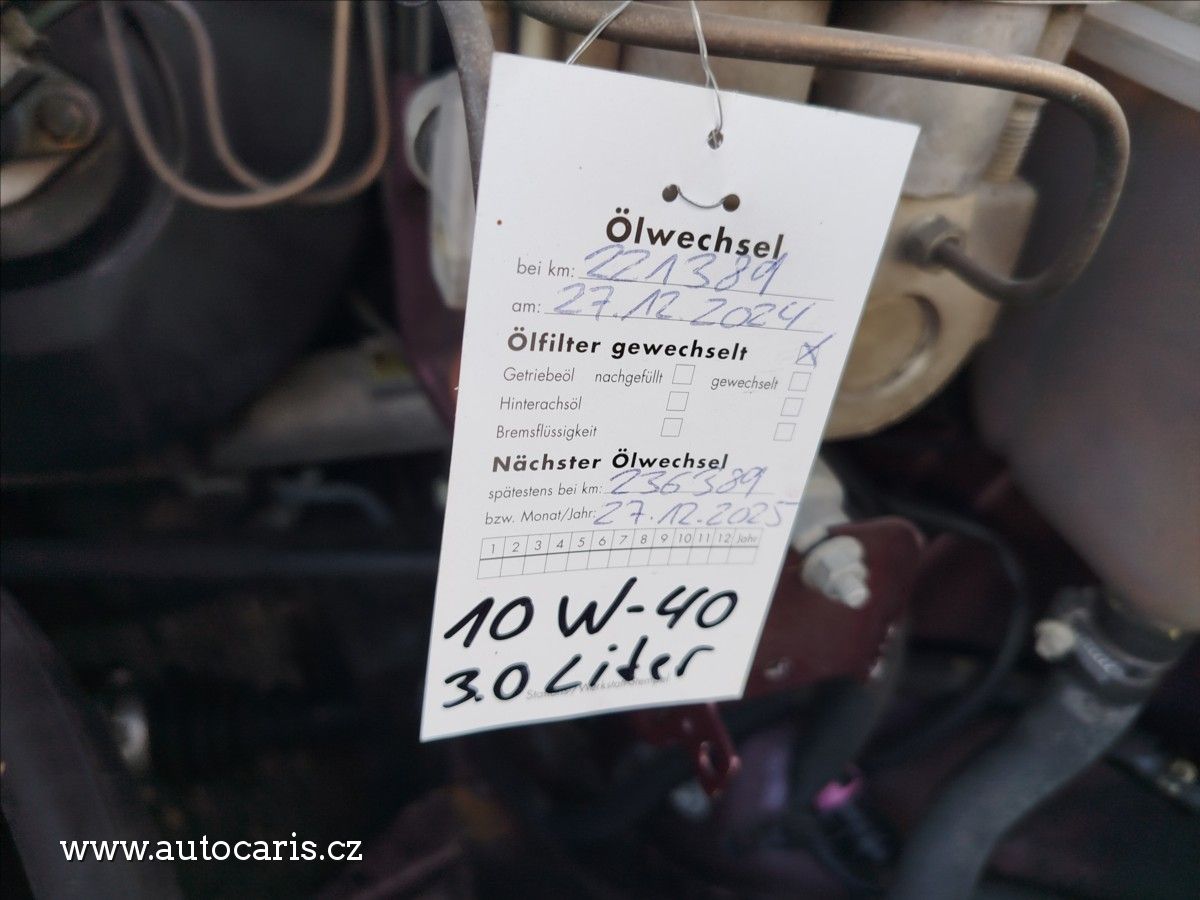 Ölwechsel
bei km: 221389
am: 27.12.2024
Ölfilter gewechselt
Getriebeöl nachgefüllt gewechselt
Hinterachsöl
Bremsflüssigkeit
Nächster Ölwechsel
spätestens bei km: 236389
bzw. Monat/Jahr: 27.12.2025
1 2 3 4 5 6 7 8 9 10 11 12 Jahr
10 W-40
3.0 Liter
www.autocaris.cz